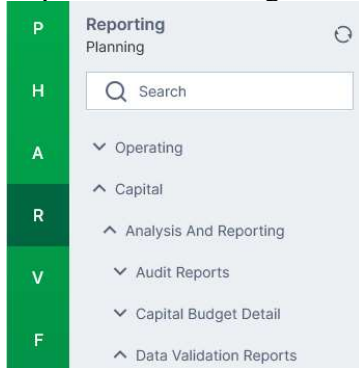 P
H
A
R
V
F
Reporting
Planning
Search
Operating
Capital
Analysis And Reporting
Audit Reports
Capital Budget Detail
Data Validation Reports